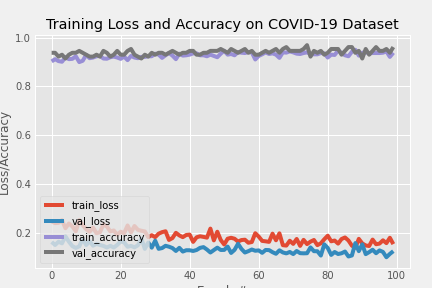 Training Loss and Accuracy on COVID-19 Dataset
Loss/Accuracy
1.0
0.8
0.6
0.4
0.2
train_loss
val_loss
train_accuracy
val_accuracy
0
20
40
60
80
100